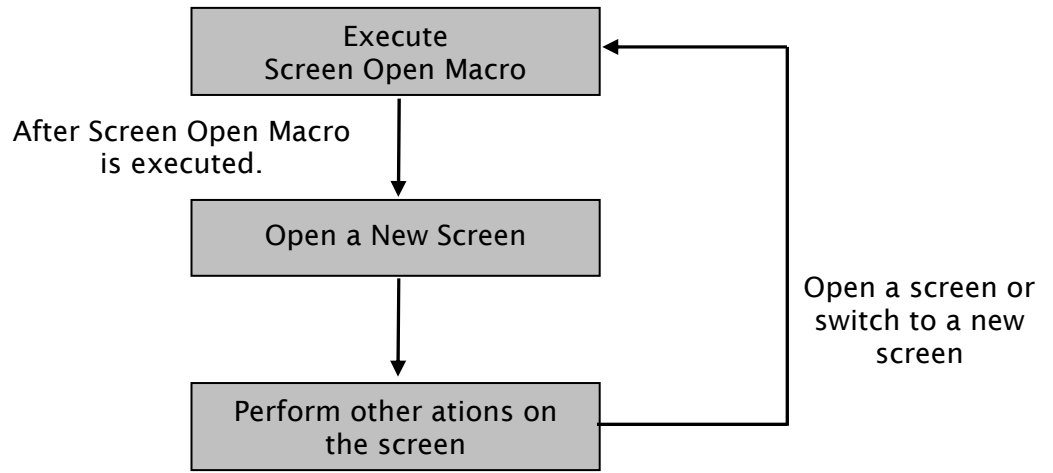 Execute
Screen Open Macro
After Screen Open Macro
is executed.
Open a New Screen
Open a screen or
switch to a new
screen
Perform other ations on
the screen